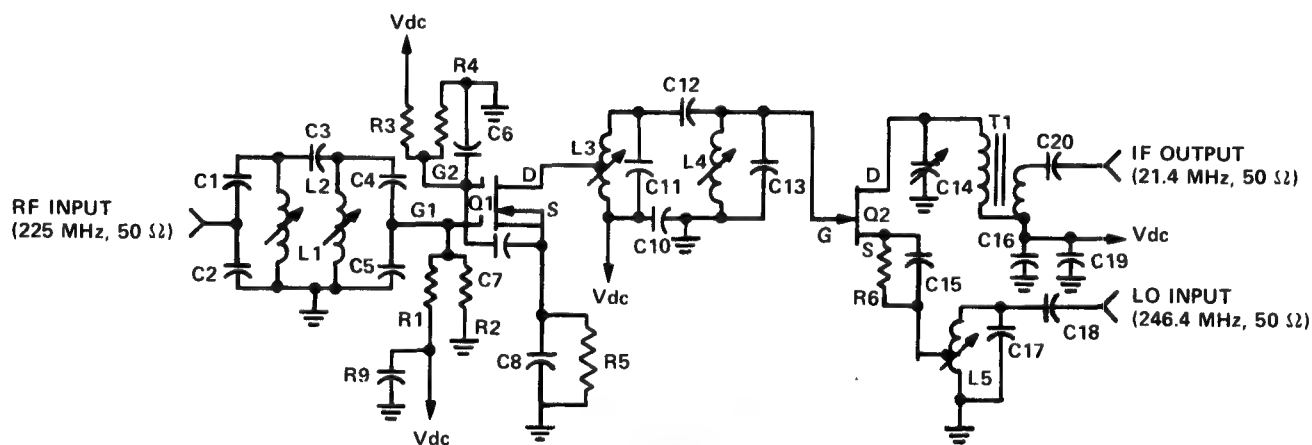 Vdc
R4
C12
R3
C3
C6
L3
T1
C20
D
IF OUTPUT
(21.4 MHz, 50 Ω)
C1
L2
C4
G2
C11
L4
C13
D
C14
RF INPUT
(225 MHz, 50 Ω)
G1
Q1
S
Q2
G
S
C16
Vdc
C19
C2
L1
C5
C10
C7
Vdc
R6
C15
LO INPUT
(246.4 MHz, 50 Ω)
R1
R2
C18
C17
R9
C8
R5
L5
Vdc